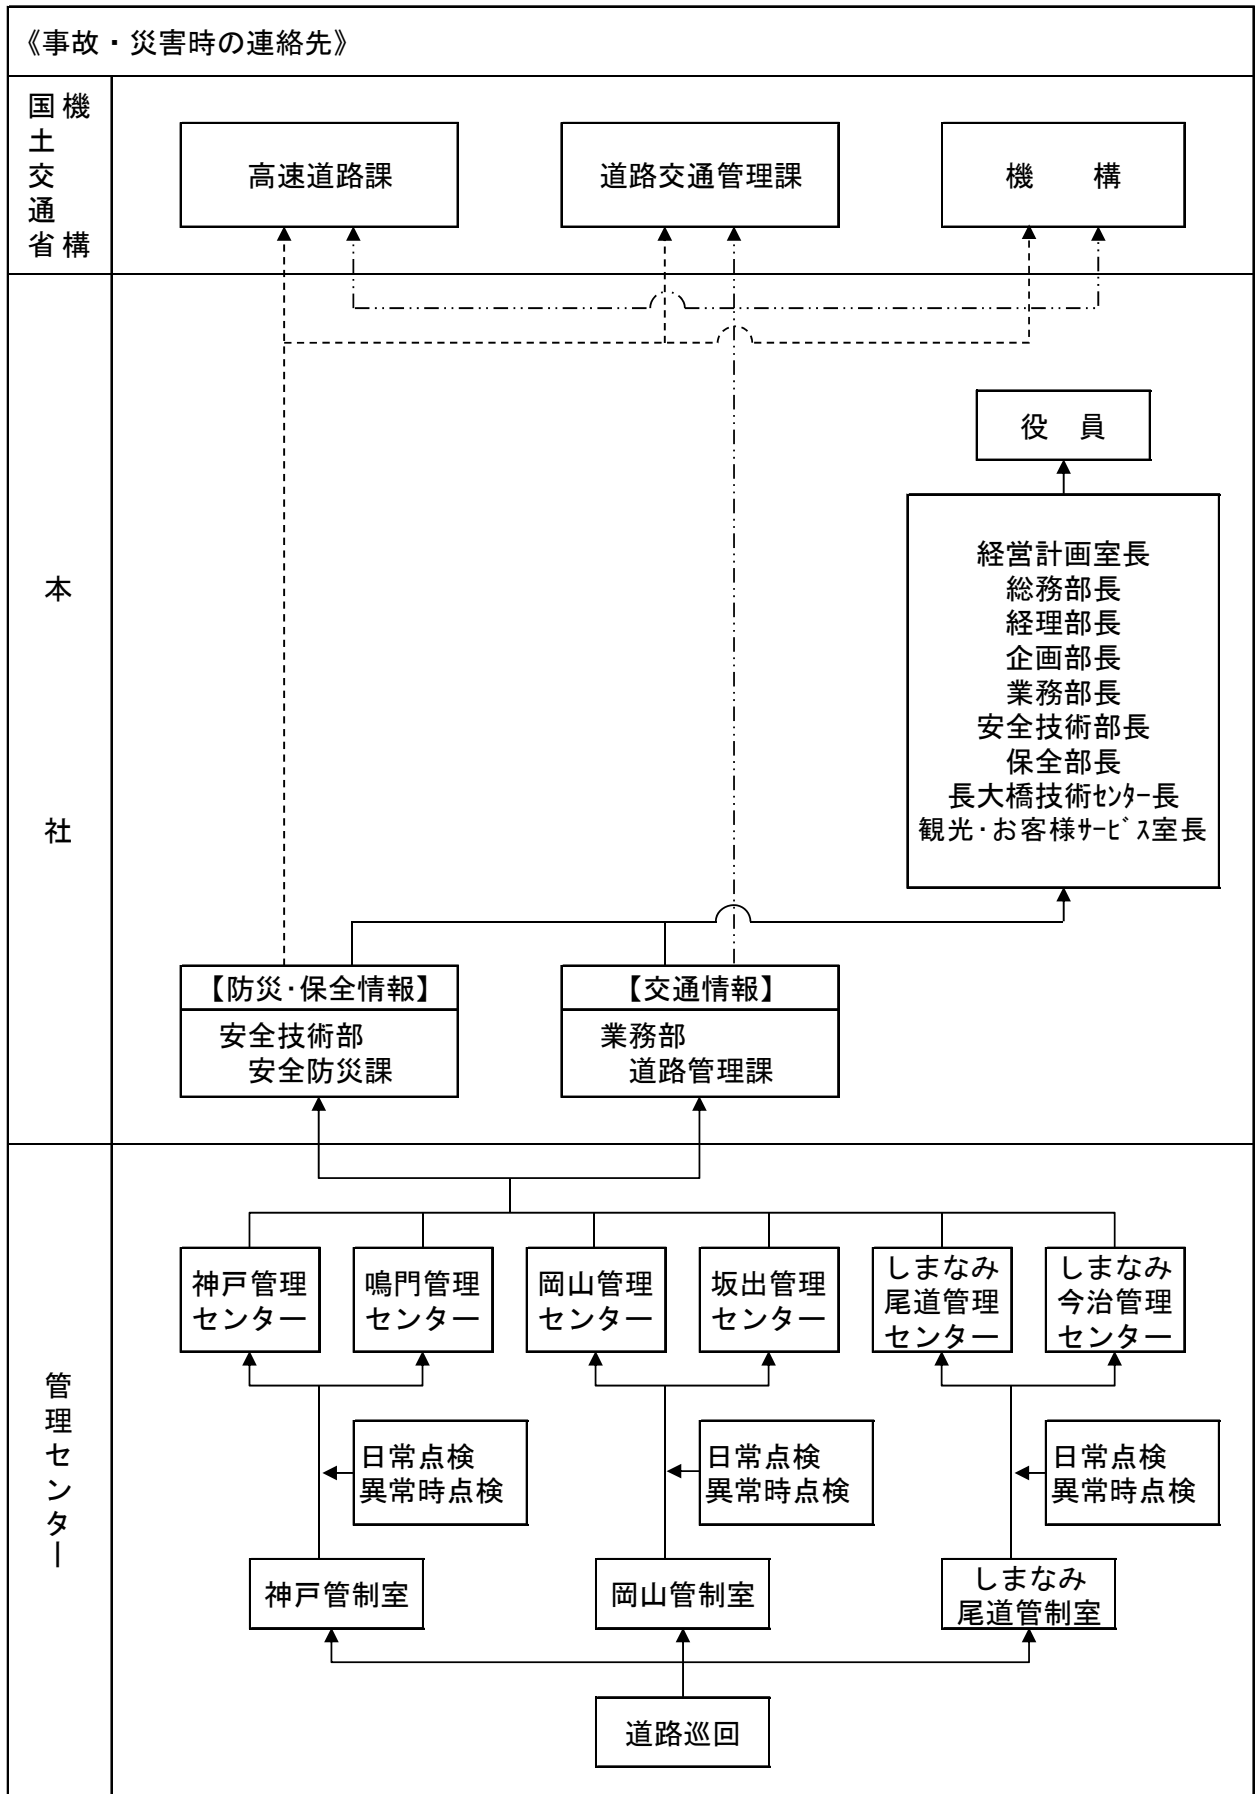 《事故・災害時の連絡先》
国土交通省
機構
高速道路課
道路交通管理課
機　構
本社
役　員
経営計画室長
総務部長
経理部長
企画部長
業務部長
安全技術部長
保全部長
長大橋技術ｾﾝﾀｰ長
観光･お客様ｻｰﾋﾞｽ室長
【防災･保全情報】
安全技術部
安全防災課
【交通情報】
業務部
道路管理課
管理センター
神戸管理
センター
鳴門管理
センター
岡山管理
センター
坂出管理
センター
しまなみ
尾道管理
センター
しまなみ
今治管理
センター
日常点検
異常時点検
日常点検
異常時点検
日常点検
異常時点検
神戸管制室
岡山管制室
しまなみ
尾道管制室
道路巡回